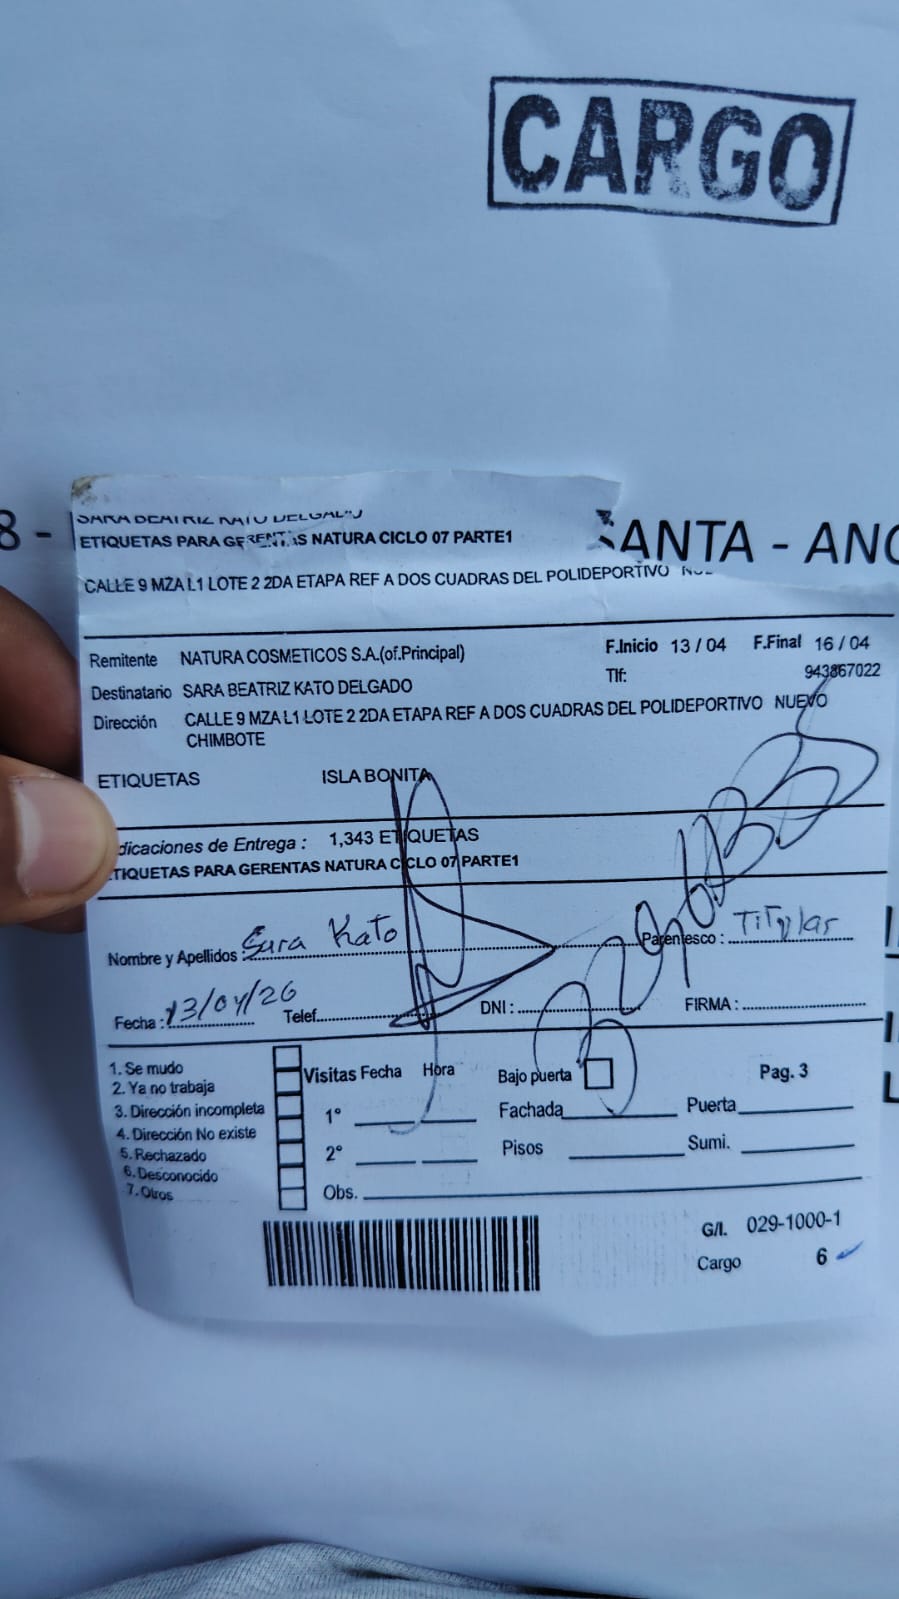 CARGO
8 -
SANTA - ANC
SARA BEATRIZ KATO DELGADO
ETIQUETAS PARA GERENTAS NATURA CICLO 07 PARTE1
CALLE 9 MZA L1 LOTE 2 2DA ETAPA REF A DOS CUADRAS DEL POLIDEPORTIVO
Remitente NATURA COSMETICOS S.A.(of.Principal) F.Inicio 13 / 04 F.Final 16 / 04
Destinatario SARA BEATRIZ KATO DELGADO Tlf: 943867022
Dirección CALLE 9 MZA L1 LOTE 2 2DA ETAPA REF A DOS CUADRAS DEL POLIDEPORTIVO NUEVO
CHIMBOTE
ETIQUETAS ISLA BONITA
dicaciones de Entrega : 1,343 ETIQUETAS
TIQUETAS PARA GERENTAS NATURA CICLO 07 PARTE1
Nombre y Apellidos : Sara Kato Parentesco : Titular
Fecha : 13/04/26 Telef. DNI : FIRMA :
1. Se mudo
2. Ya no trabaja
3. Dirección incompleta
4. Dirección No existe
5. Rechazado
6. Desconocido
7. Otros
Visitas Fecha Hora Bajo puerta Pag. 3
1° Fachada Puerta
2° Pisos Sumi.
Obs.
G/I. 029-1000-1
Cargo 6